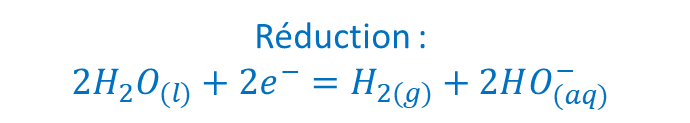 Réduction :
2H₂O₍ₗ₎ + 2e⁻ = H₂₍g₎ + 2HO⁻₍aq₎